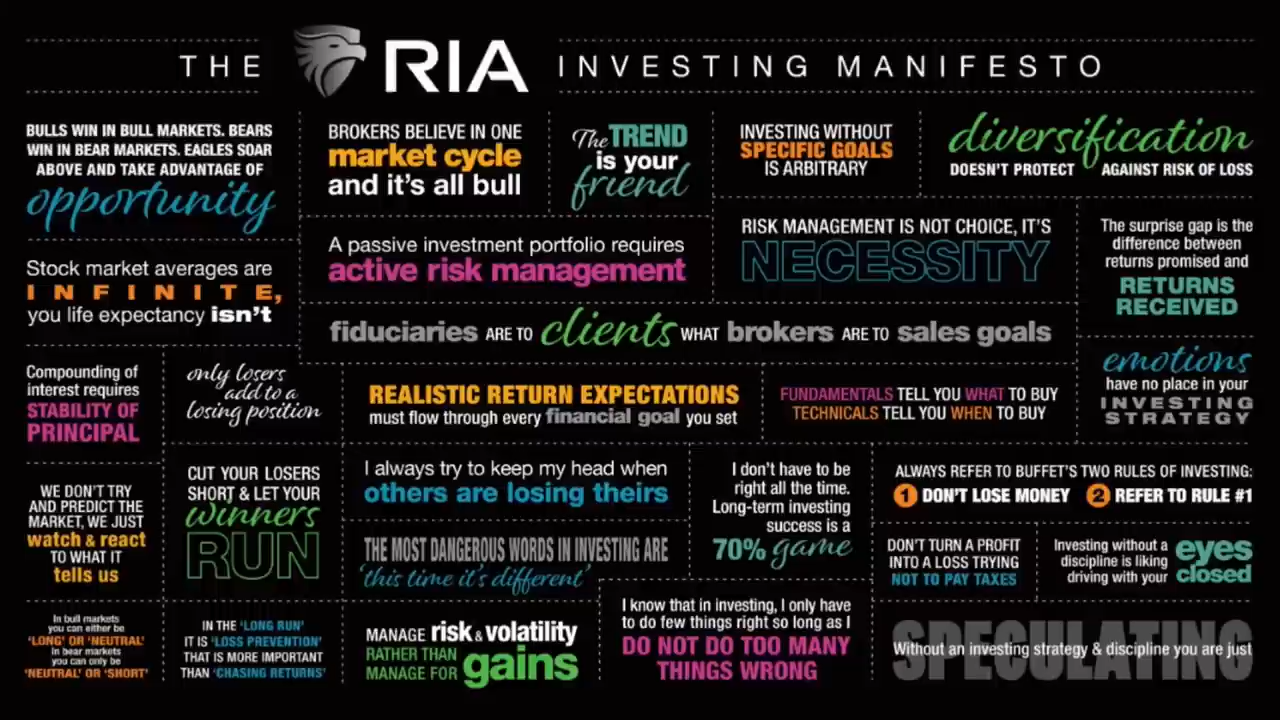 THE RIA INVESTING MANIFESTO
BULLS WIN IN BULL MARKETS. BEARS
WIN IN BEAR MARKETS. EAGLES SOAR
ABOVE AND TAKE ADVANTAGE OF
opportunity
BROKERS BELIEVE IN ONE
market cycle
and it's all bull
The TREND
is your
friend
INVESTING WITHOUT
SPECIFIC GOALS
IS ARBITRARY
diversification
DOESN'T PROTECT AGAINST RISK OF LOSS
Stock market averages are
INFINITE,
you life expectancy isn't
A passive investment portfolio requires
active risk management
RISK MANAGEMENT IS NOT CHOICE, IT'S
NECESSITY
The surprise gap is the
difference between
returns promised and
RETURNS
RECEIVED
fiduciaries ARE TO clients WHAT brokers ARE TO sales goals
Compounding of
interest requires
STABILITY OF
PRINCIPAL
only losers
add to a
losing position
REALISTIC RETURN EXPECTATIONS
must flow through every financial goal you set
FUNDAMENTALS TELL YOU WHAT TO BUY
TECHNICALS TELL YOU WHEN TO BUY
emotions
have no place in your
INVESTING
STRATEGY
WE DON'T TRY
AND PREDICT THE
MARKET, WE JUST
watch & react
TO WHAT IT
tells us
CUT YOUR LOSERS
SHORT & LET YOUR
winners
RUN
I always try to keep my head when
others are losing theirs
THE MOST DANGEROUS WORDS IN INVESTING ARE
'this time it's different'
I don't have to be
right all the time.
Long-term investing
success is a
70% game
ALWAYS REFER TO BUFFET'S TWO RULES OF INVESTING:
1 DON'T LOSE MONEY 2 REFER TO RULE #1
DON'T TURN A PROFIT
INTO A LOSS TRYING
NOT TO PAY TAXES
Investing without a
discipline is liking
driving with your
eyes
closed
In bull markets
you can either be
'LONG' OR 'NEUTRAL'
In bear markets
you can only be
'NEUTRAL' OR 'SHORT'
IN THE 'LONG RUN'
IT IS 'LOSS PREVENTION'
THAT IS MORE IMPORTANT
THAN 'CHASING RETURNS'
MANAGE risk & volatility
RATHER THAN
MANAGE FOR gains
I know that in investing, I only have
to do few things right so long as I
DO NOT DO TOO MANY
THINGS WRONG
Without an investing strategy & discipline you are just
SPECULATING